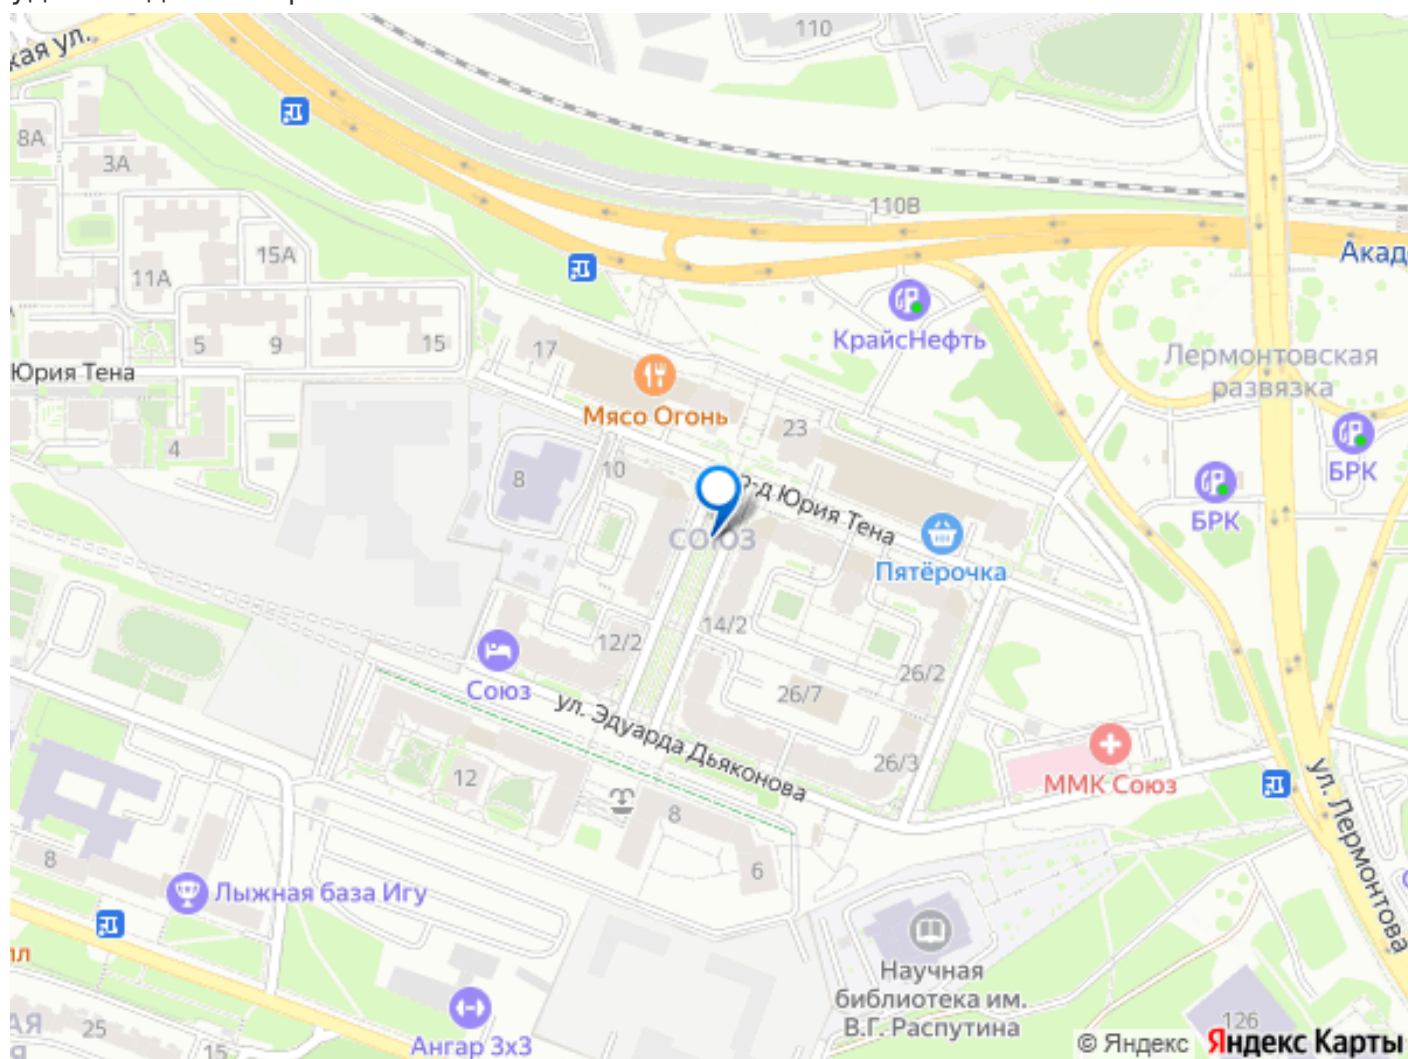 кая ул.
110
8А
3А
110В
15А
11А
Акад
КрайсНефть
5
9
15
17
Лермонтовская
развязка
Юрия Тена
Мясо Огонь
23
4
8
10
БРК
БРК
р-д Юрия Тена
СОЮЗ
Пятёрочка
12/2
14/2
Союз
26/2
26/7
ул. Эдуарда Дьяконова
26/3
ММК Союз
12
8
ул. Лермонтова
8
6
Лыжная база Игу
лл
Научная
библиотека им.
В.Г. Распутина
АЯ
25
15
Ангар 3х3
126
© Яндекс Яндекс Карты